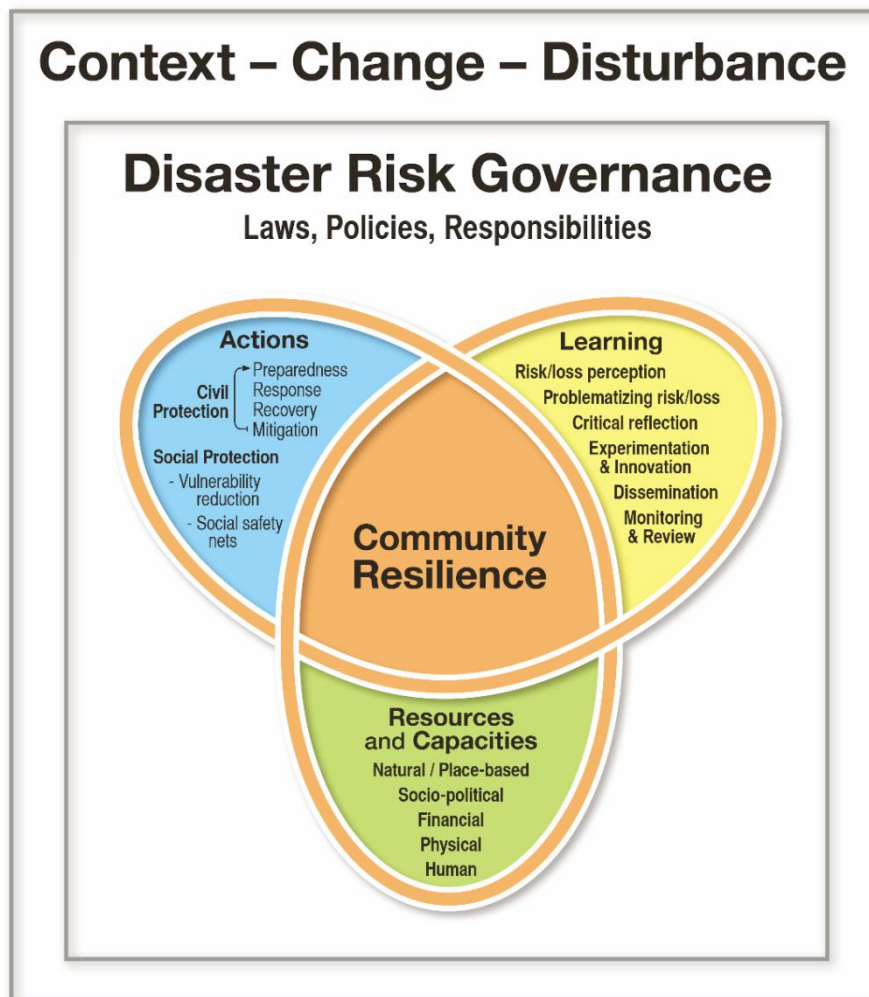 Context – Change – Disturbance
Disaster Risk Governance
Laws, Policies, Responsibilities
Actions
Civil
Protection
Preparedness
Response
Recovery
Mitigation
Social Protection
- Vulnerability
reduction
- Social safety
nets
Learning
Risk/loss perception
Problematizing risk/loss
Critical reflection
Experimentation
& Innovation
Dissemination
Monitoring
& Review
Community
Resilience
Resources
and Capacities
Natural / Place-based
Socio-political
Financial
Physical
Human